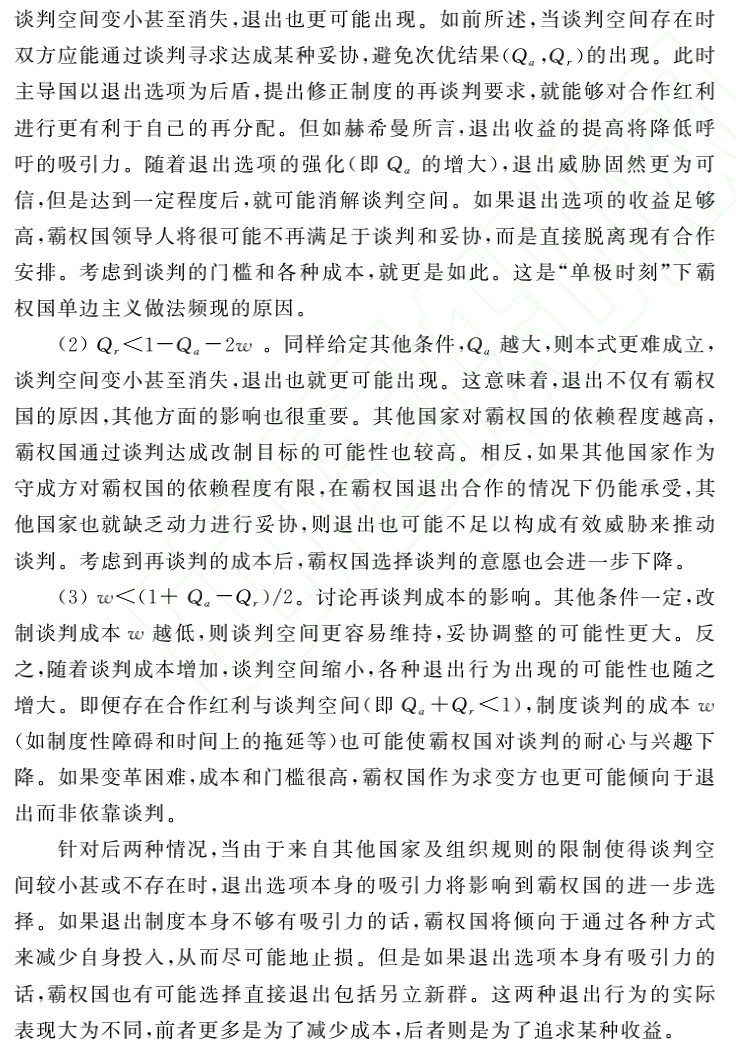 谈判空间变小甚至消失,退出也更可能出现。如前所述,当谈判空间存在时
双方应能通过谈判寻求达成某种妥协,避免次优结果(Qa,Qr)的出现。此时
主导国以退出选项为后盾,提出修正制度的再谈判要求,就能够对合作红利
进行更有利于自己的再分配。但如赫希曼所言,退出收益的提高将降低呼
吁的吸引力。随着退出选项的强化(即 Qa 的增大),退出威胁固然更为可
信,但是达到一定程度后,就可能消解谈判空间。如果退出选项的收益足够
高,霸权国领导人将很可能不再满足于谈判和妥协,而是直接脱离现有合作
安排。考虑到谈判的门槛和各种成本,就更是如此。这是“单极时刻”下霸
权国单边主义做法频现的原因。
(2) Qr<1-Qa-2w 。同样给定其他条件,Qa 越大,则本式更难成立,
谈判空间变小甚至消失,退出也就更可能出现。这意味着,退出不仅有霸权
国的原因,其他方面的影响也很重要。其他国家对霸权国的依赖程度越高,
霸权国通过谈判达成改制目标的可能性也较高。相反,如果其他国家作为
守成方对霸权国的依赖程度有限,在霸权国退出合作的情况下仍能承受,其
他国家也就缺乏动力进行妥协,则退出也可能不足以构成有效威胁来推动
谈判。考虑到再谈判的成本后,霸权国选择谈判的意愿也会进一步下降。
(3) w<(1+ Qa-Qr)/2。讨论再谈判成本的影响。其他条件一定,改
制谈判成本 w 越低,则谈判空间更容易维持,妥协调整的可能性更大。反
之,随着谈判成本增加,谈判空间缩小,各种退出行为出现的可能性也随之
增大。即便存在合作红利与谈判空间(即 Qa+Qr<1),制度谈判的成本 w
(如制度性障碍和时间上的拖延等)也可能使霸权国对谈判的耐心与兴趣下
降。如果变革困难,成本和门槛很高,霸权国作为求变方也更可能倾向于退
出而非依靠谈判。
针对后两种情况,当由于来自其他国家及组织规则的限制使得谈判空
间较小甚或不存在时,退出选项本身的吸引力将影响到霸权国的进一步选
择。如果退出制度本身不够有吸引力的话,霸权国将倾向于通过各种方式
来减少自身投入,从而尽可能地止损。但是如果退出选项本身有吸引力的
话,霸权国也有可能选择直接退出包括另立新群。这两种退出行为的实际
表现大为不同,前者更多是为了减少成本,后者则是为了追求某种收益。